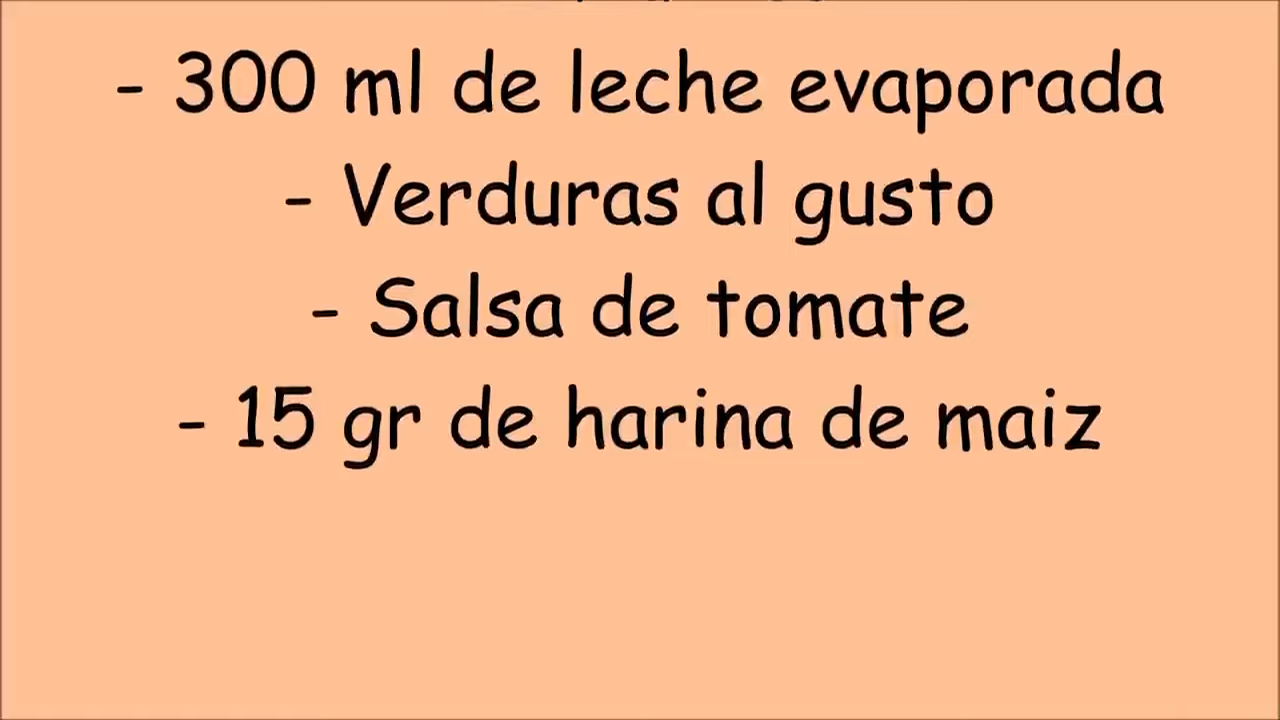 - 300 ml de leche evaporada
- Verduras al gusto
- Salsa de tomate
- 15 gr de harina de maiz